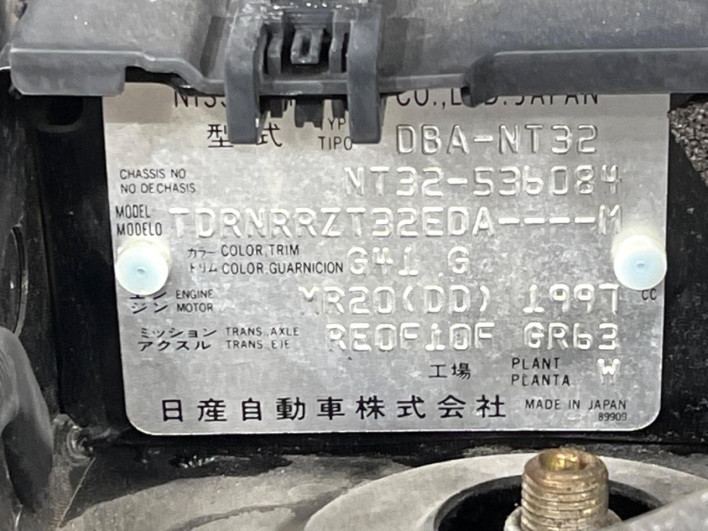 CO., LTD. JAPAN
型式 TIPO DBA-NT32
CHASSIS NO
NO DE CHASIS NT32-536084
MODEL
MODELO TDRNRRZT32EDA----M
カラー COLOR, TRIM
トリム COLOR, GUARNICION G41 G
エンジン ENGINE MOTOR MR20(DD) 1997 CC
ミッション TRANS., AXLE
アクスル TRANS. EJE RE0F10F GR63
工場 PLANT
PLANTA W
日産自動車株式会社 MADE IN JAPAN
89909